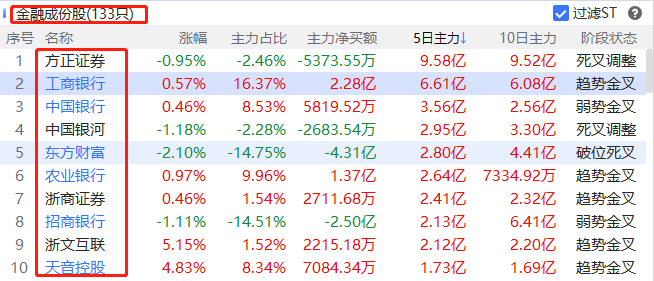 金融成份股(133只) 过滤ST ?
序号 名称 涨幅 主力占比 主力净买额 5日主力↓ 10日主力 阶段状态
1 方正证券 -0.95% -2.46% -5373.55万 9.58亿 9.52亿 死叉调整
2 工商银行 0.57% 16.37% 2.28亿 6.61亿 6.08亿 趋势金叉
3 中国银行 0.46% 8.53% 5819.52万 3.56亿 2.56亿 弱势金叉
4 中国银河 -1.18% -2.28% -2683.54万 2.95亿 3.30亿 死叉调整
5 东方财富 -2.10% -14.75% -4.31亿 2.80亿 4.41亿 破位死叉
6 农业银行 0.97% 9.96% 1.37亿 2.64亿 7334.92万 趋势金叉
7 浙商证券 0.46% 1.54% 2711.68万 2.41亿 2.32亿 趋势金叉
8 招商银行 -1.11% -14.51% -2.50亿 2.13亿 6.41亿 弱势金叉
9 浙文互联 5.15% 1.52% 2215.18万 2.12亿 2.20亿 趋势金叉
10 天音控股 4.83% 8.34% 7084.34万 1.73亿 1.69亿 趋势金叉